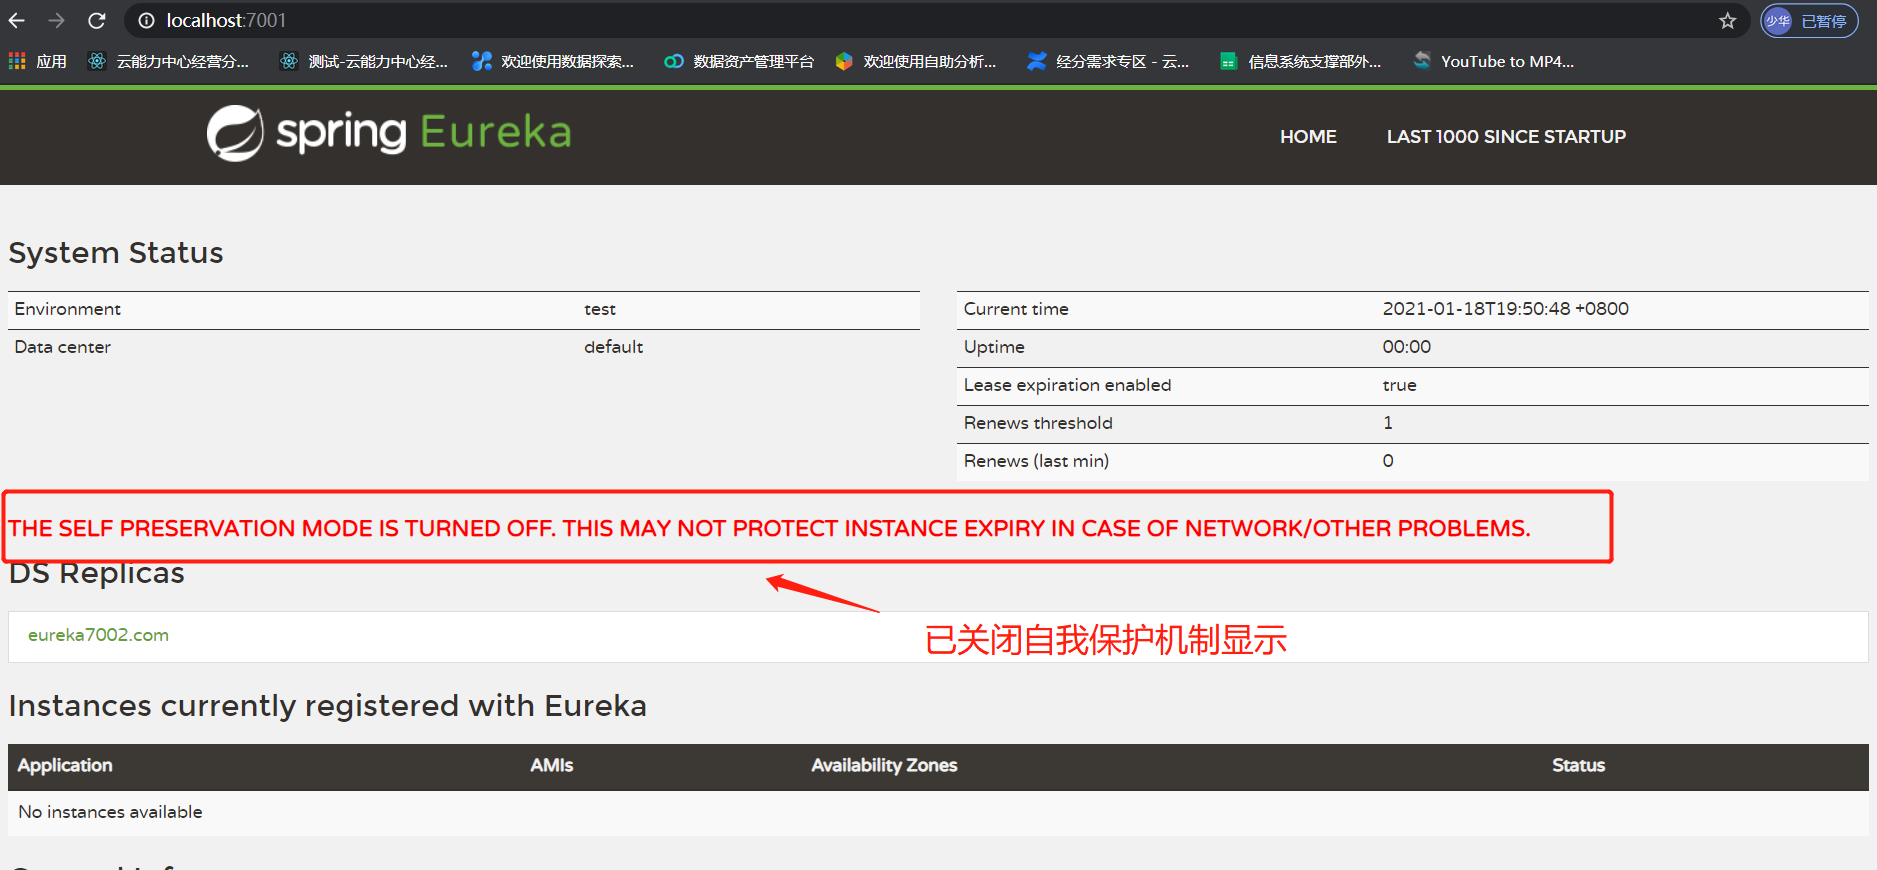 localhost:7001
少华 已暂停
应用 云能力中心经营分... 测试-云能力中心经... 欢迎使用数据探索... 数据资产管理平台 欢迎使用自助分析... 经分需求专区 - 云... 信息系统支撑部外... YouTube to MP4...
spring Eureka
HOME LAST 1000 SINCE STARTUP
System Status
Environment test
Data center default
Current time 2021-01-18T19:50:48 +0800
Uptime 00:00
Lease expiration enabled true
Renews threshold 1
Renews (last min) 0
THE SELF PRESERVATION MODE IS TURNED OFF. THIS MAY NOT PROTECT INSTANCE EXPIRY IN CASE OF NETWORK/OTHER PROBLEMS.
DS Replicas
eureka7002.com
已关闭自我保护机制显示
Instances currently registered with Eureka
Application AMIs Availability Zones Status
No instances available